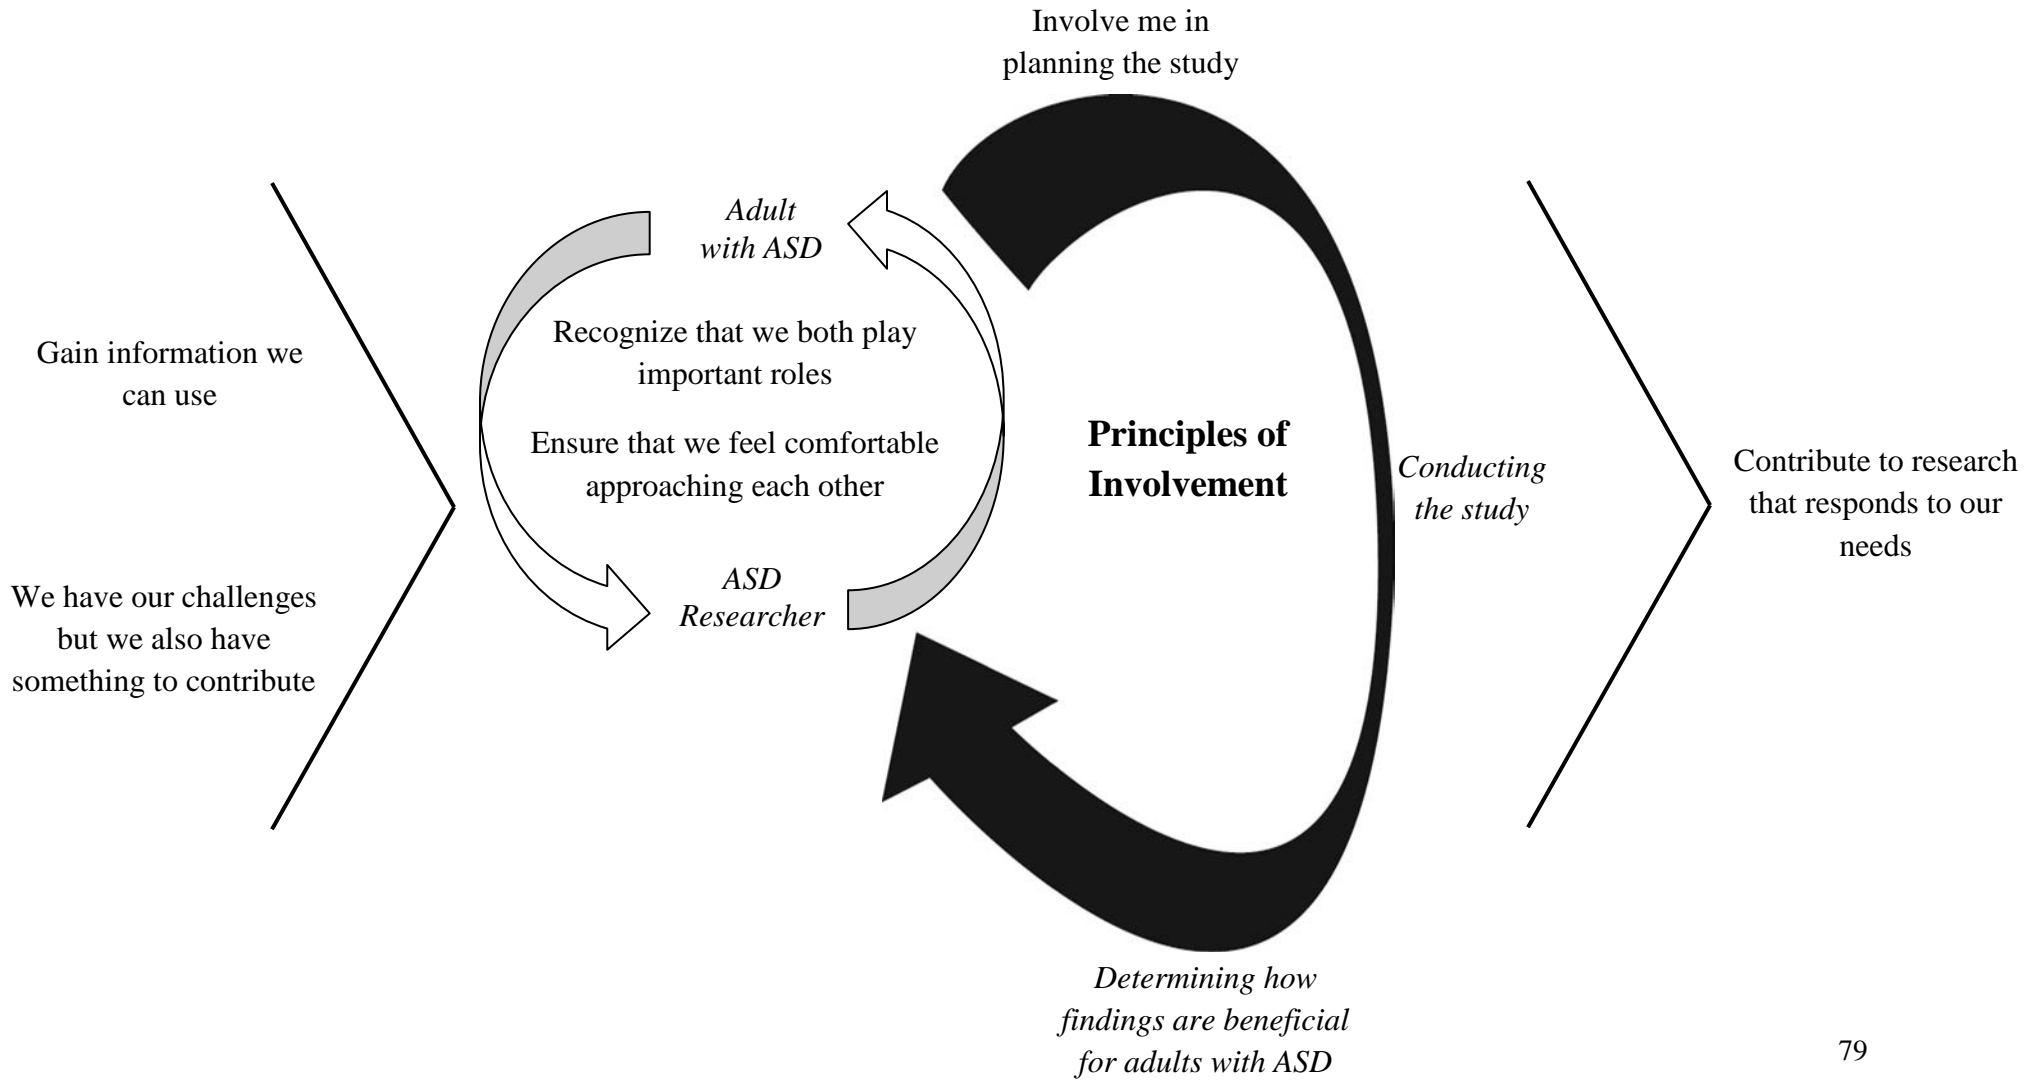 Involve me in
planning the study
Adult
with ASD
Recognize that we both play
important roles
Gain information we
can use
Ensure that we feel comfortable
approaching each other
Principles of
Involvement
Conducting
the study
Contribute to research
that responds to our
needs
ASD
Researcher
We have our challenges
but we also have
something to contribute
Determining how
findings are beneficial
for adults with ASD
79